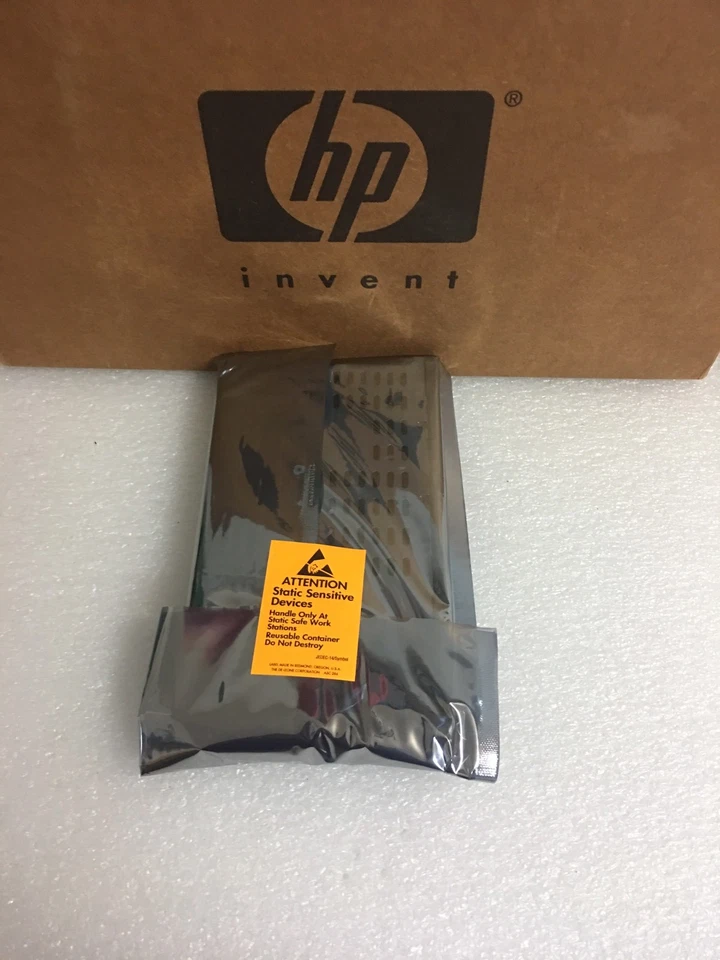 hp
®
invent
ATTENTION
Static Sensitive
Devices
Handle Only At
Static Safe Work
Stations
Reusable Container
Do Not Destroy